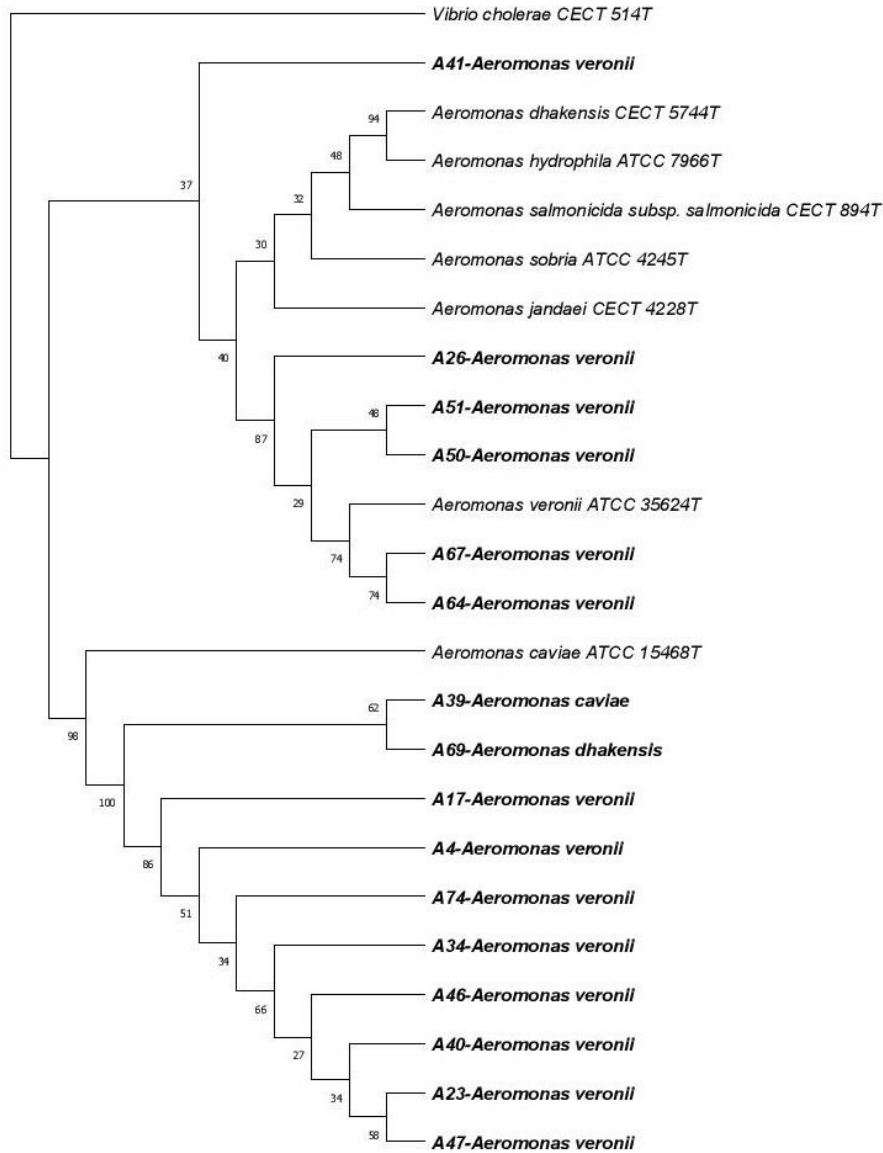 Vibrio cholerae CECT 514T
A41-Aeromonas veronii
94
Aeromonas dhakensis CECT 5744T
48
Aeromonas hydrophila ATCC 7966T
37
32
Aeromonas salmonicida subsp. salmonicida CECT 894T
30
Aeromonas sobria ATCC 4245T
Aeromonas jandaei CECT 4228T
40
A26-Aeromonas veronii
48
A51-Aeromonas veronii
87
A50-Aeromonas veronii
29
Aeromonas veronii ATCC 35624T
74
A67-Aeromonas veronii
74
A64-Aeromonas veronii
Aeromonas caviae ATCC 15468T
62
A39-Aeromonas caviae
98
A69-Aeromonas dhakensis
100
A17-Aeromonas veronii
86
A4-Aeromonas veronii
51
A74-Aeromonas veronii
34
A34-Aeromonas veronii
66
A46-Aeromonas veronii
27
A40-Aeromonas veronii
34
A23-Aeromonas veronii
58
A47-Aeromonas veronii